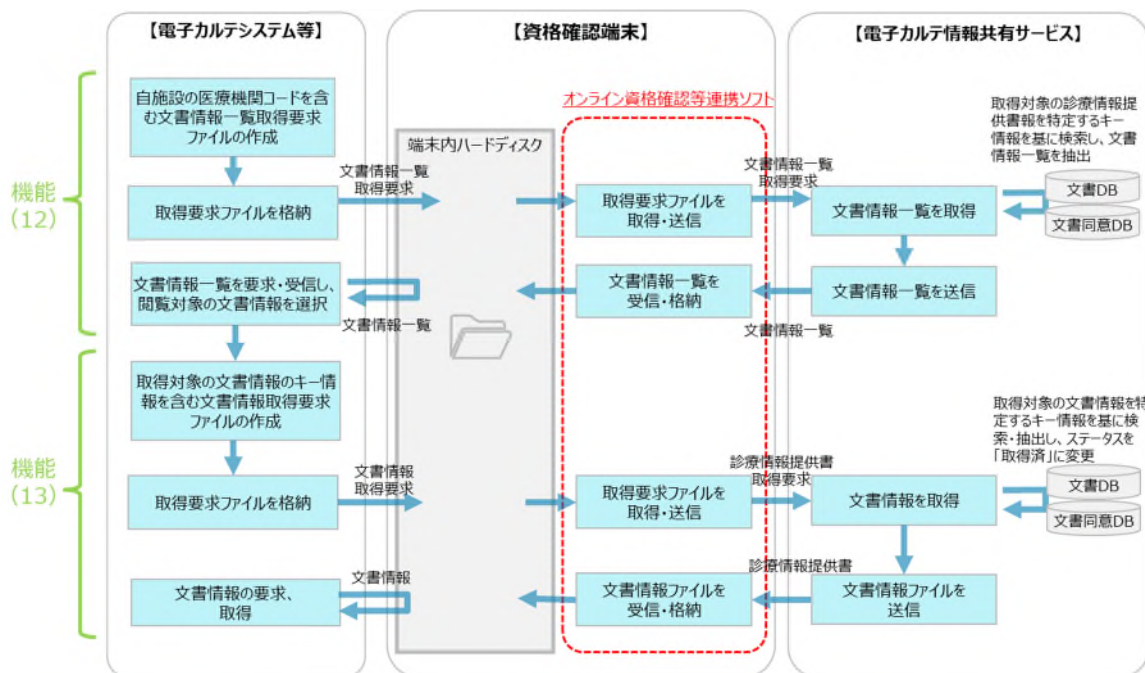 【電子カルテシステム等】
【資格確認端末】
【電子カルテ情報共有サービス】
機能
(12)
自施設の医療機関コードを含
む文書情報一覧取得要求
ファイルの作成
オンライン資格確認等連携ソフト
端末内ハードディスク
取得対象の診療情報提
供書報を特定するキー
情報を基に検索し、文書
情報一覧を抽出
文書情報一覧
取得要求
文書情報一覧
取得要求
取得要求ファイルを格納
取得要求ファイルを
取得・送信
文書情報一覧を取得
文書DB
文書同意DB
文書情報一覧を要求・受信し、
閲覧対象の文書情報を選択
文書情報一覧を
受信・格納
文書情報一覧を送信
文書情報一覧
文書情報一覧
機能
(13)
取得対象の文書情報のキー情
報を含む文書情報取得要求
ファイルの作成
取得対象の文書情報を特
定するキー情報を基に検
索・抽出し、ステータスを
「取得済」に変更
文書情報
取得要求
診療情報提供書
取得要求
取得要求ファイルを格納
取得要求ファイルを
取得・送信
文書情報を取得
文書DB
文書同意DB
文書情報
診療情報提供書
文書情報の要求、
取得
文書情報ファイルを
受信・格納
文書情報ファイルを
送信